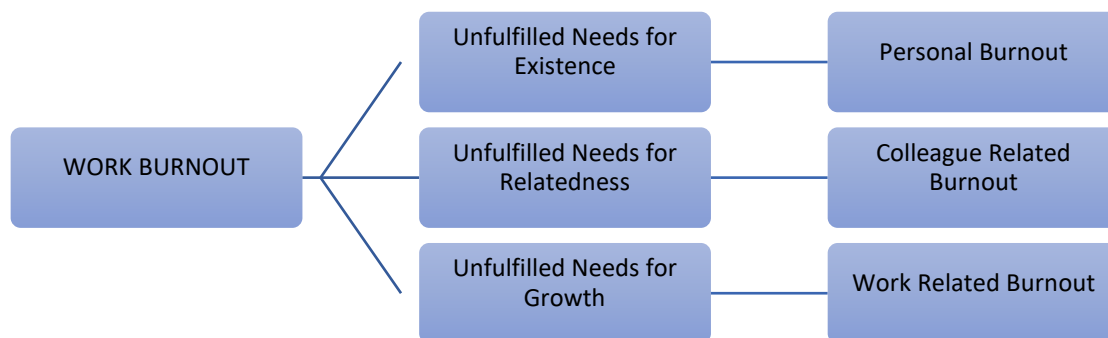 Unfulfilled Needs for
Existence
Personal Burnout
WORK BURNOUT
Unfulfilled Needs for
Relatedness
Colleague Related
Burnout
Unfulfilled Needs for
Growth
Work Related Burnout